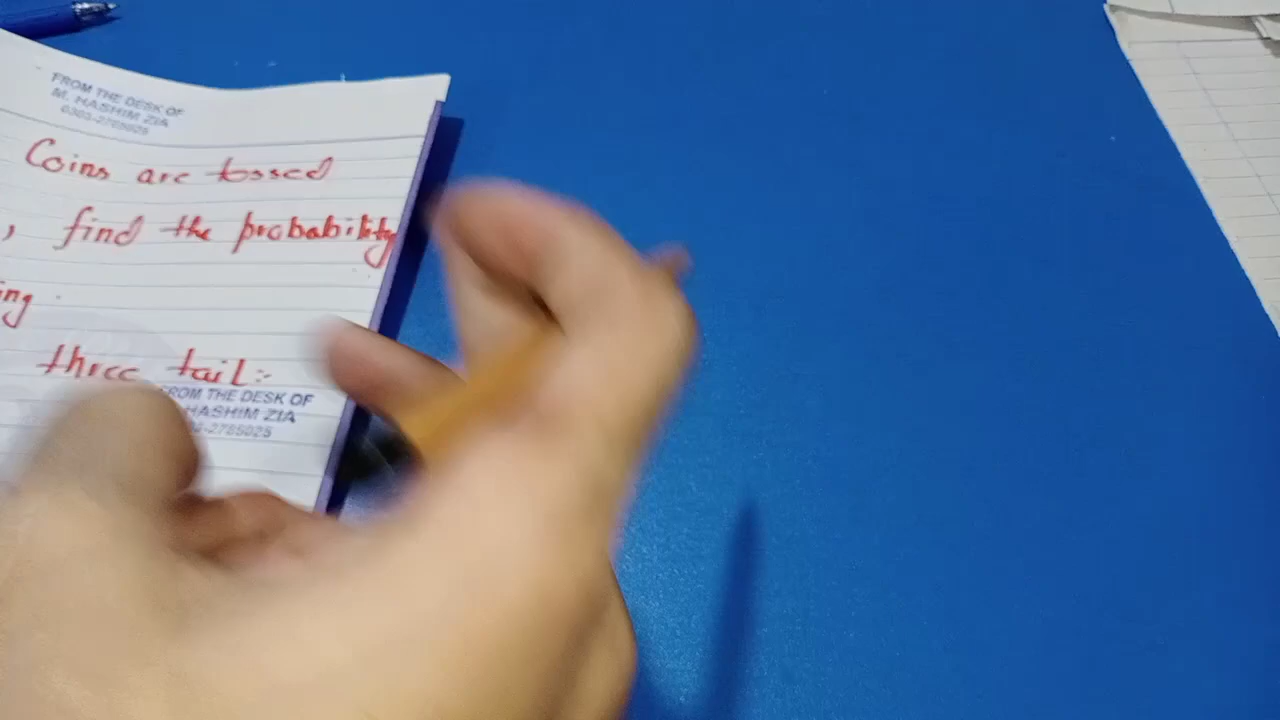 FROM THE DESK OF
M. HASHIM ZIA
Coins are tossed
, find the probability
ing
three tail:-
FROM THE DESK OF
HASHIM ZIA